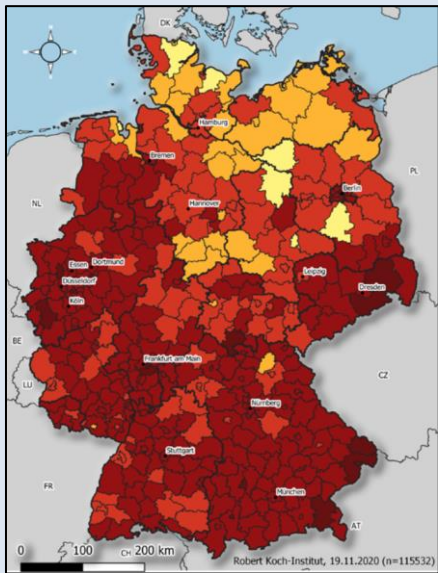 DK
Hamburg
Bremen
PL
Berlin
NL
Hannover
Essen
Dortmund
Düsseldorf
Leipzig
Köln
Dresden
BE
Frankfurt am Main
LU
CZ
Nürnberg
Stuttgart
FR
München
AT
CH
0 100 200 km
Robert Koch-Institut, 19.11.2020 (n=115532)